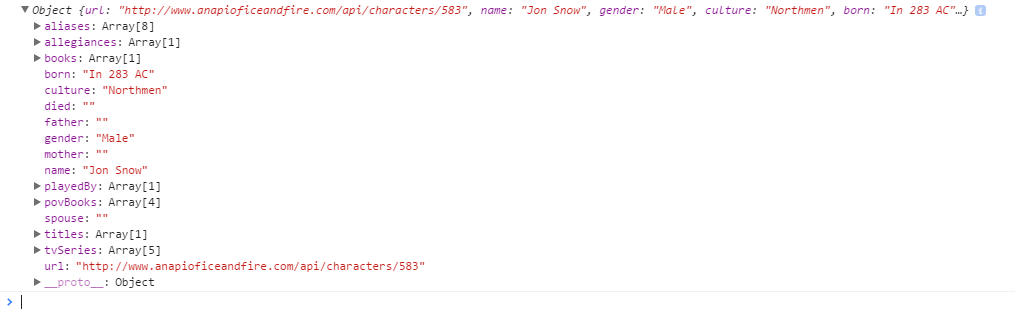 ▼Object {url: "http://www.anapioficeandfire.com/api/characters/583", name: "Jon Snow", gender: "Male", culture: "Northmen", born: "In 283 AC"…} i
▶aliases: Array[8]
▶allegiances: Array[1]
▶books: Array[1]
born: "In 283 AC"
culture: "Northmen"
died: ""
father: ""
gender: "Male"
mother: ""
name: "Jon Snow"
▶playedBy: Array[1]
▶povBooks: Array[4]
spouse: ""
▶titles: Array[1]
▶tvSeries: Array[5]
url: "http://www.anapioficeandfire.com/api/characters/583"
▶__proto__: Object
>